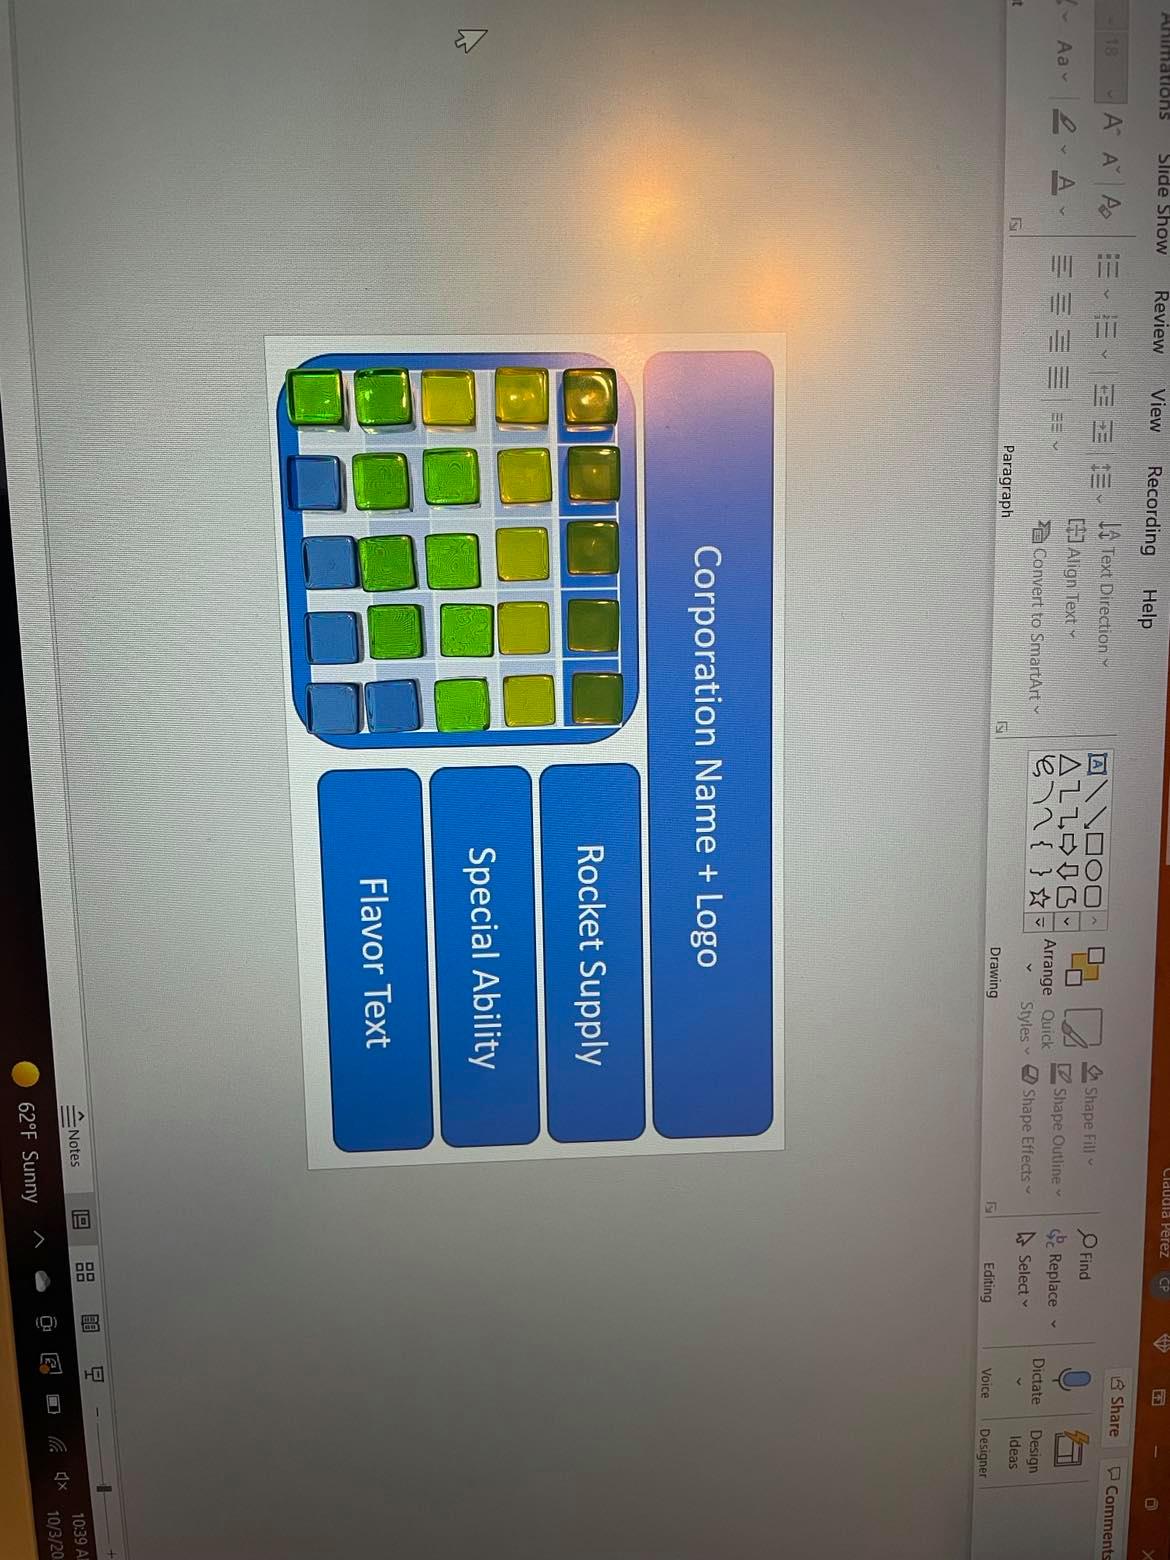 Animations Slide Show Review View Recording Help
Claudia Perez CP
Share Comments
18
Aa
Text Direction
Align Text
Convert to SmartArt
Paragraph
Arrange
Quick Styles
Shape Fill
Shape Outline
Shape Effects
Drawing
Find
Replace
Select
Editing
Dictate
Voice
Design Ideas
Designer
Corporation Name + Logo
Rocket Supply
Special Ability
Flavor Text
Notes
62°F Sunny
10:39 A
10/3/20